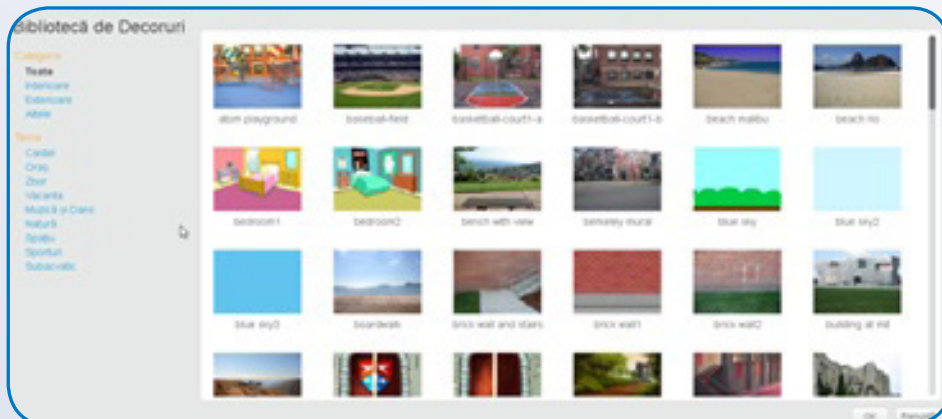 Bibliotecă de Decoruri
Categorie
Toate
Interioare
Exterioare
Altele
Tema
Castel
Oraș
Zbor
Vacanta
Muzică și Dans
Natură
Spațiu
Sporturi
Subacvatic
atom playground
baseball-field
basketball-court1-a
basketball-court1-b
beach malibu
beach rio
bedroom1
bedroom2
bench with view
berkeley mural
blue sky
blue sky2
blue sky3
boardwalk
brick wall and stairs
brick wall1
brick wall2
building at mit
OK